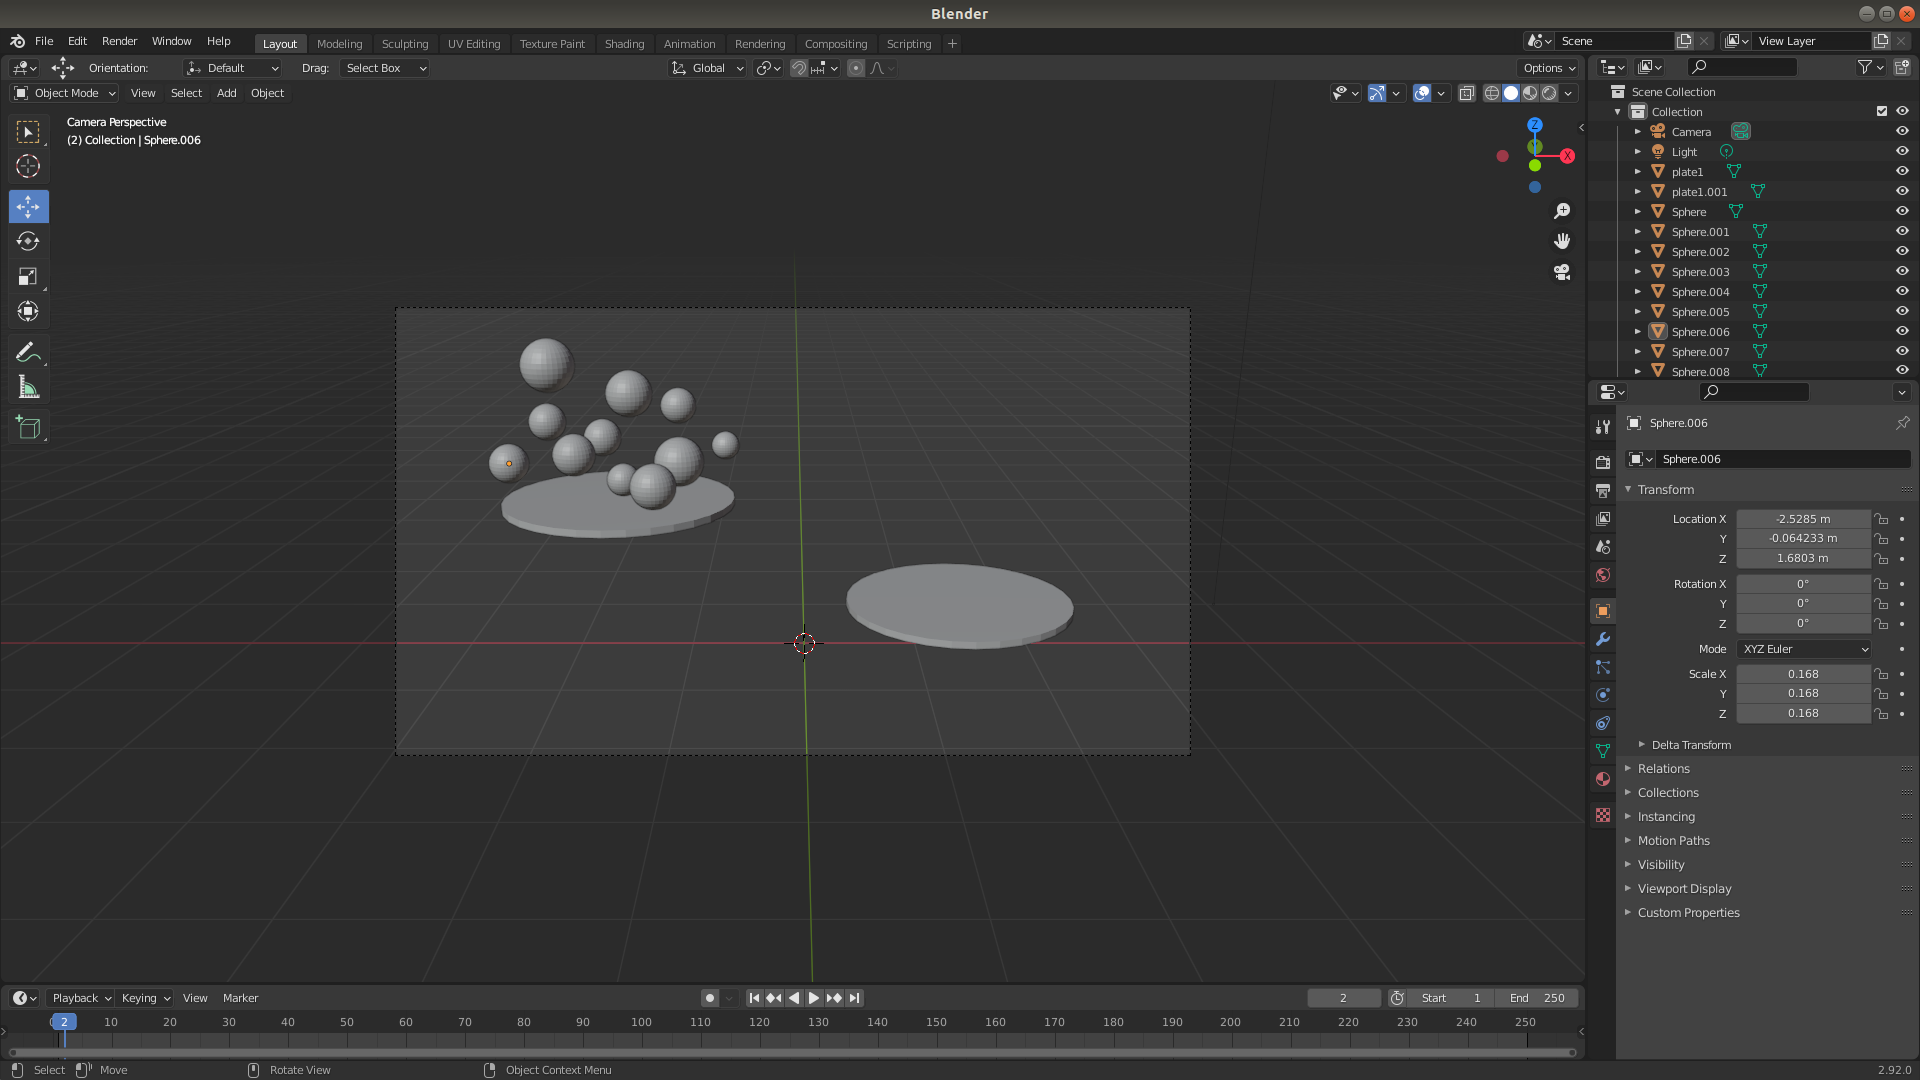 Blender
File Edit Render Window Help Layout Modeling Sculpting UV Editing Texture Paint Shading Animation Rendering Compositing Scripting + Scene View Layer
Orientation: Default Drag: Select Box Global Options
Object Mode View Select Add Object
Camera Perspective
(2) Collection | Sphere.006
Z
Y
X
Scene Collection
Collection
Camera
Light
plate1
plate1.001
Sphere
Sphere.001
Sphere.002
Sphere.003
Sphere.004
Sphere.005
Sphere.006
Sphere.007
Sphere.008
Sphere.006
Sphere.006
Transform
Location X -2.5285 m
Y -0.064233 m
Z 1.6803 m
Rotation X 0°
Y 0°
Z 0°
Mode XYZ Euler
Scale X 0.168
Y 0.168
Z 0.168
Delta Transform
Relations
Collections
Instancing
Motion Paths
Visibility
Viewport Display
Custom Properties
Playback Keying View Marker 2 Start 1 End 250
2 10 20 30 40 50 60 70 80 90 100 110 120 130 140 150 160 170 180 190 200 210 220 230 240 250
Select Move Rotate View Object Context Menu 2.92.0